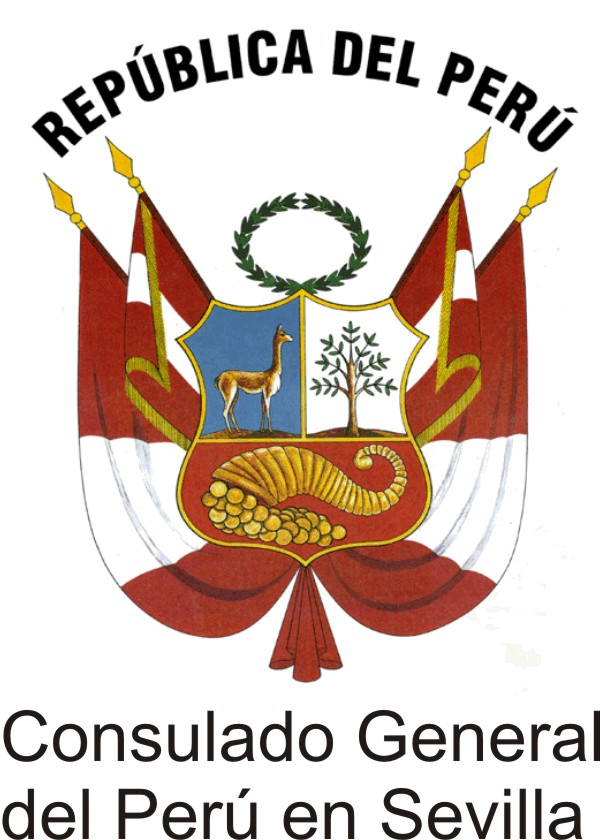 REPÚBLICA DEL PERÚ
Consulado General
del Perú en Sevilla